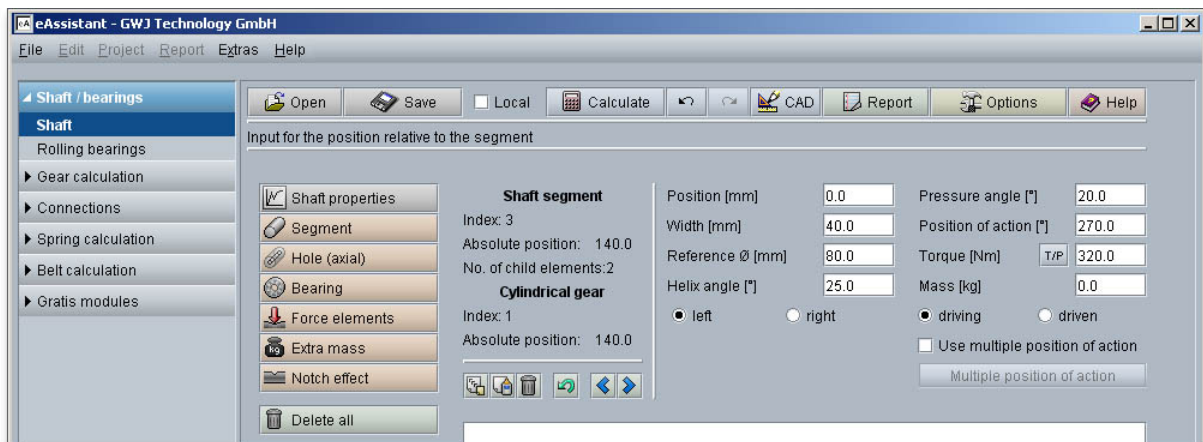 eA eAssistant - GWJ Technology GmbH
File Edit Project Report Extras Help
Shaft / bearings
Shaft
Rolling bearings
Gear calculation
Connections
Spring calculation
Belt calculation
Gratis modules
Open Save Local Calculate CAD Report Options Help
Input for the position relative to the segment
Shaft properties
Segment
Hole (axial)
Bearing
Force elements
kg Extra mass
Notch effect
Delete all
Shaft segment
Index: 3
Absolute position: 140.0
No. of child elements:2
Cylindrical gear
Index: 1
Absolute position: 140.0
Position [mm] 0.0
Width [mm] 40.0
Reference Ø [mm] 80.0
Helix angle [°] 25.0
left right
Pressure angle [°] 20.0
Position of action [°] 270.0
Torque [Nm] T/P 320.0
Mass [kg] 0.0
driving driven
Use multiple position of action
Multiple position of action